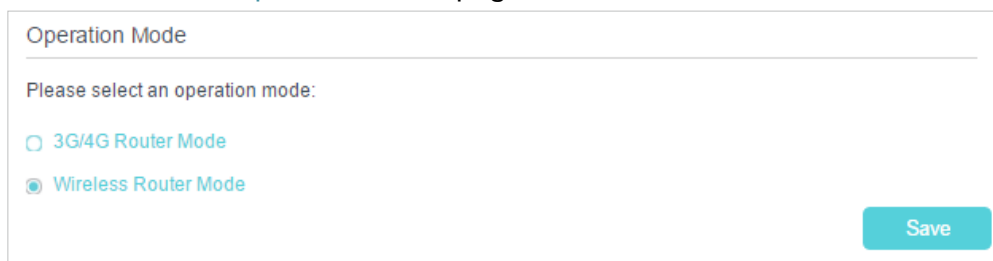 Operation Mode
Please select an operation mode:
3G/4G Router Mode
Wireless Router Mode
Save